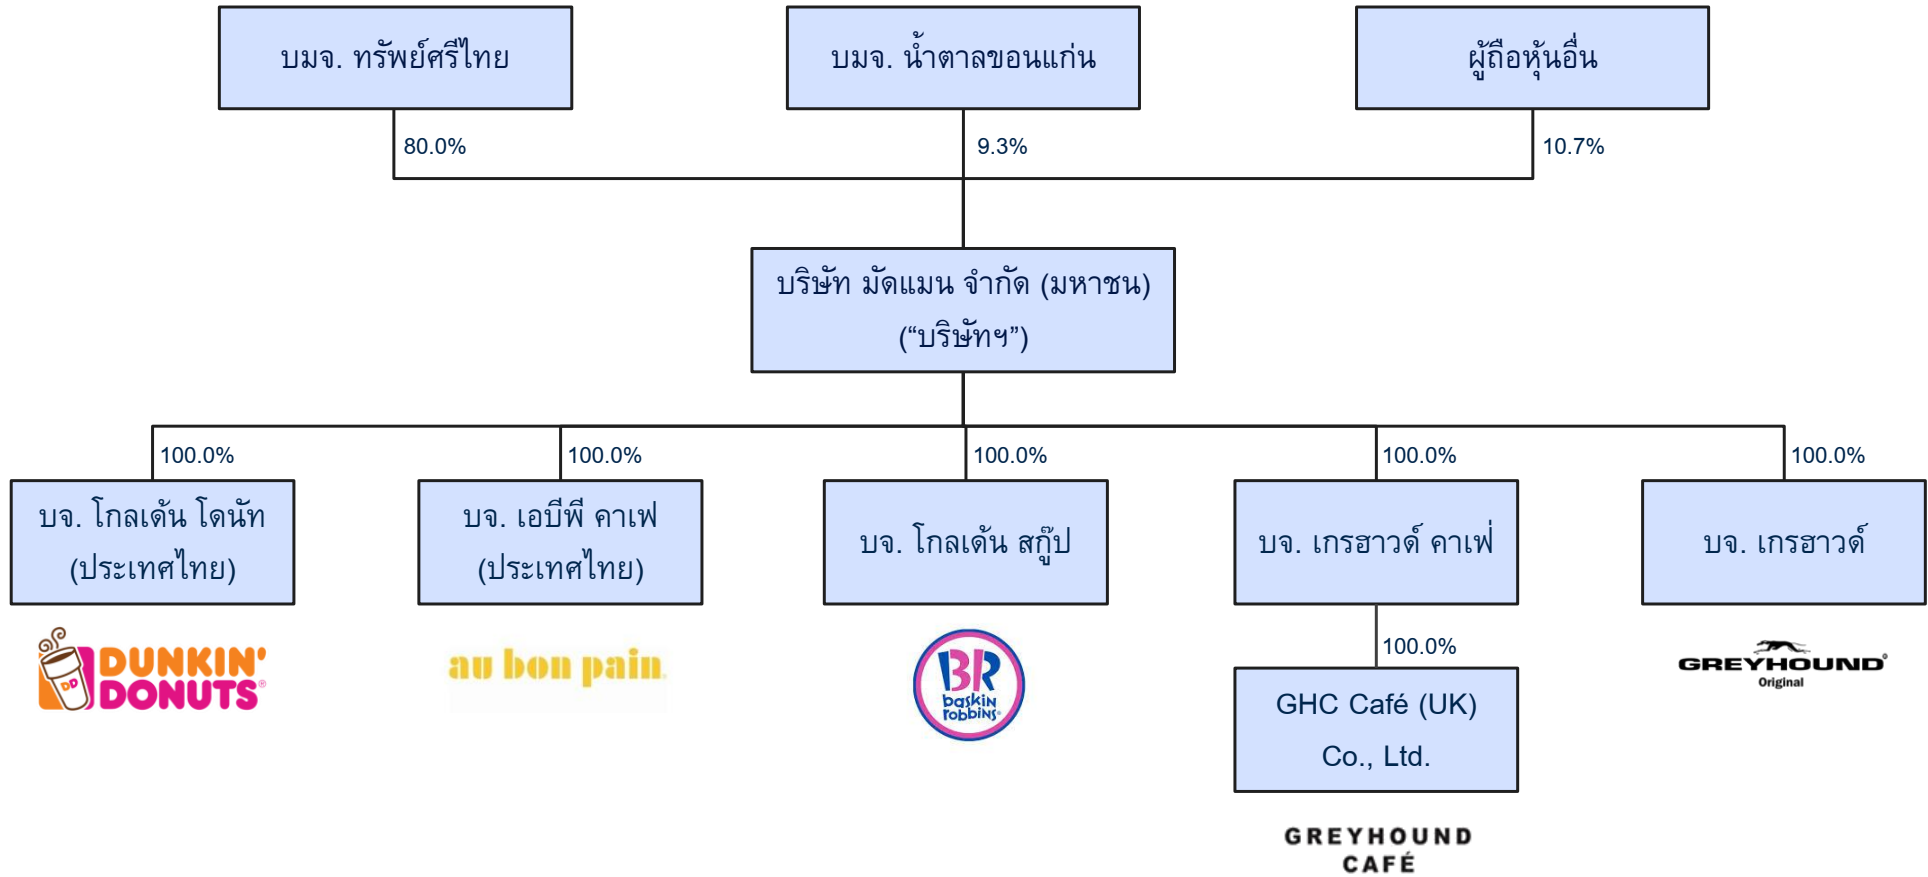 บมจ. ทรัพย์ศรีไทย
บมจ. น้ำตาลขอนแก่น
ผู้ถือหุ้นอื่น
80.0%
9.3%
10.7%
บริษัท มัดแมน จำกัด (มหาชน)
(“บริษัทฯ”)
100.0%
100.0%
100.0%
100.0%
100.0%
บจ. โกลเด้น โดนัท
(ประเทศไทย)
บจ. เอบีพี คาเฟ
(ประเทศไทย)
บจ. โกลเด้น สกู๊ป
บจ. เกรฮาวด์ คาเฟ่
บจ. เกรฮาวด์
DD
DUNKIN'
DONUTS®
au bon pain.
BR
baskin
robbins®
100.0%
GREYHOUND®
Original
GHC Café (UK)
Co., Ltd.
GREYHOUND
CAFÉ